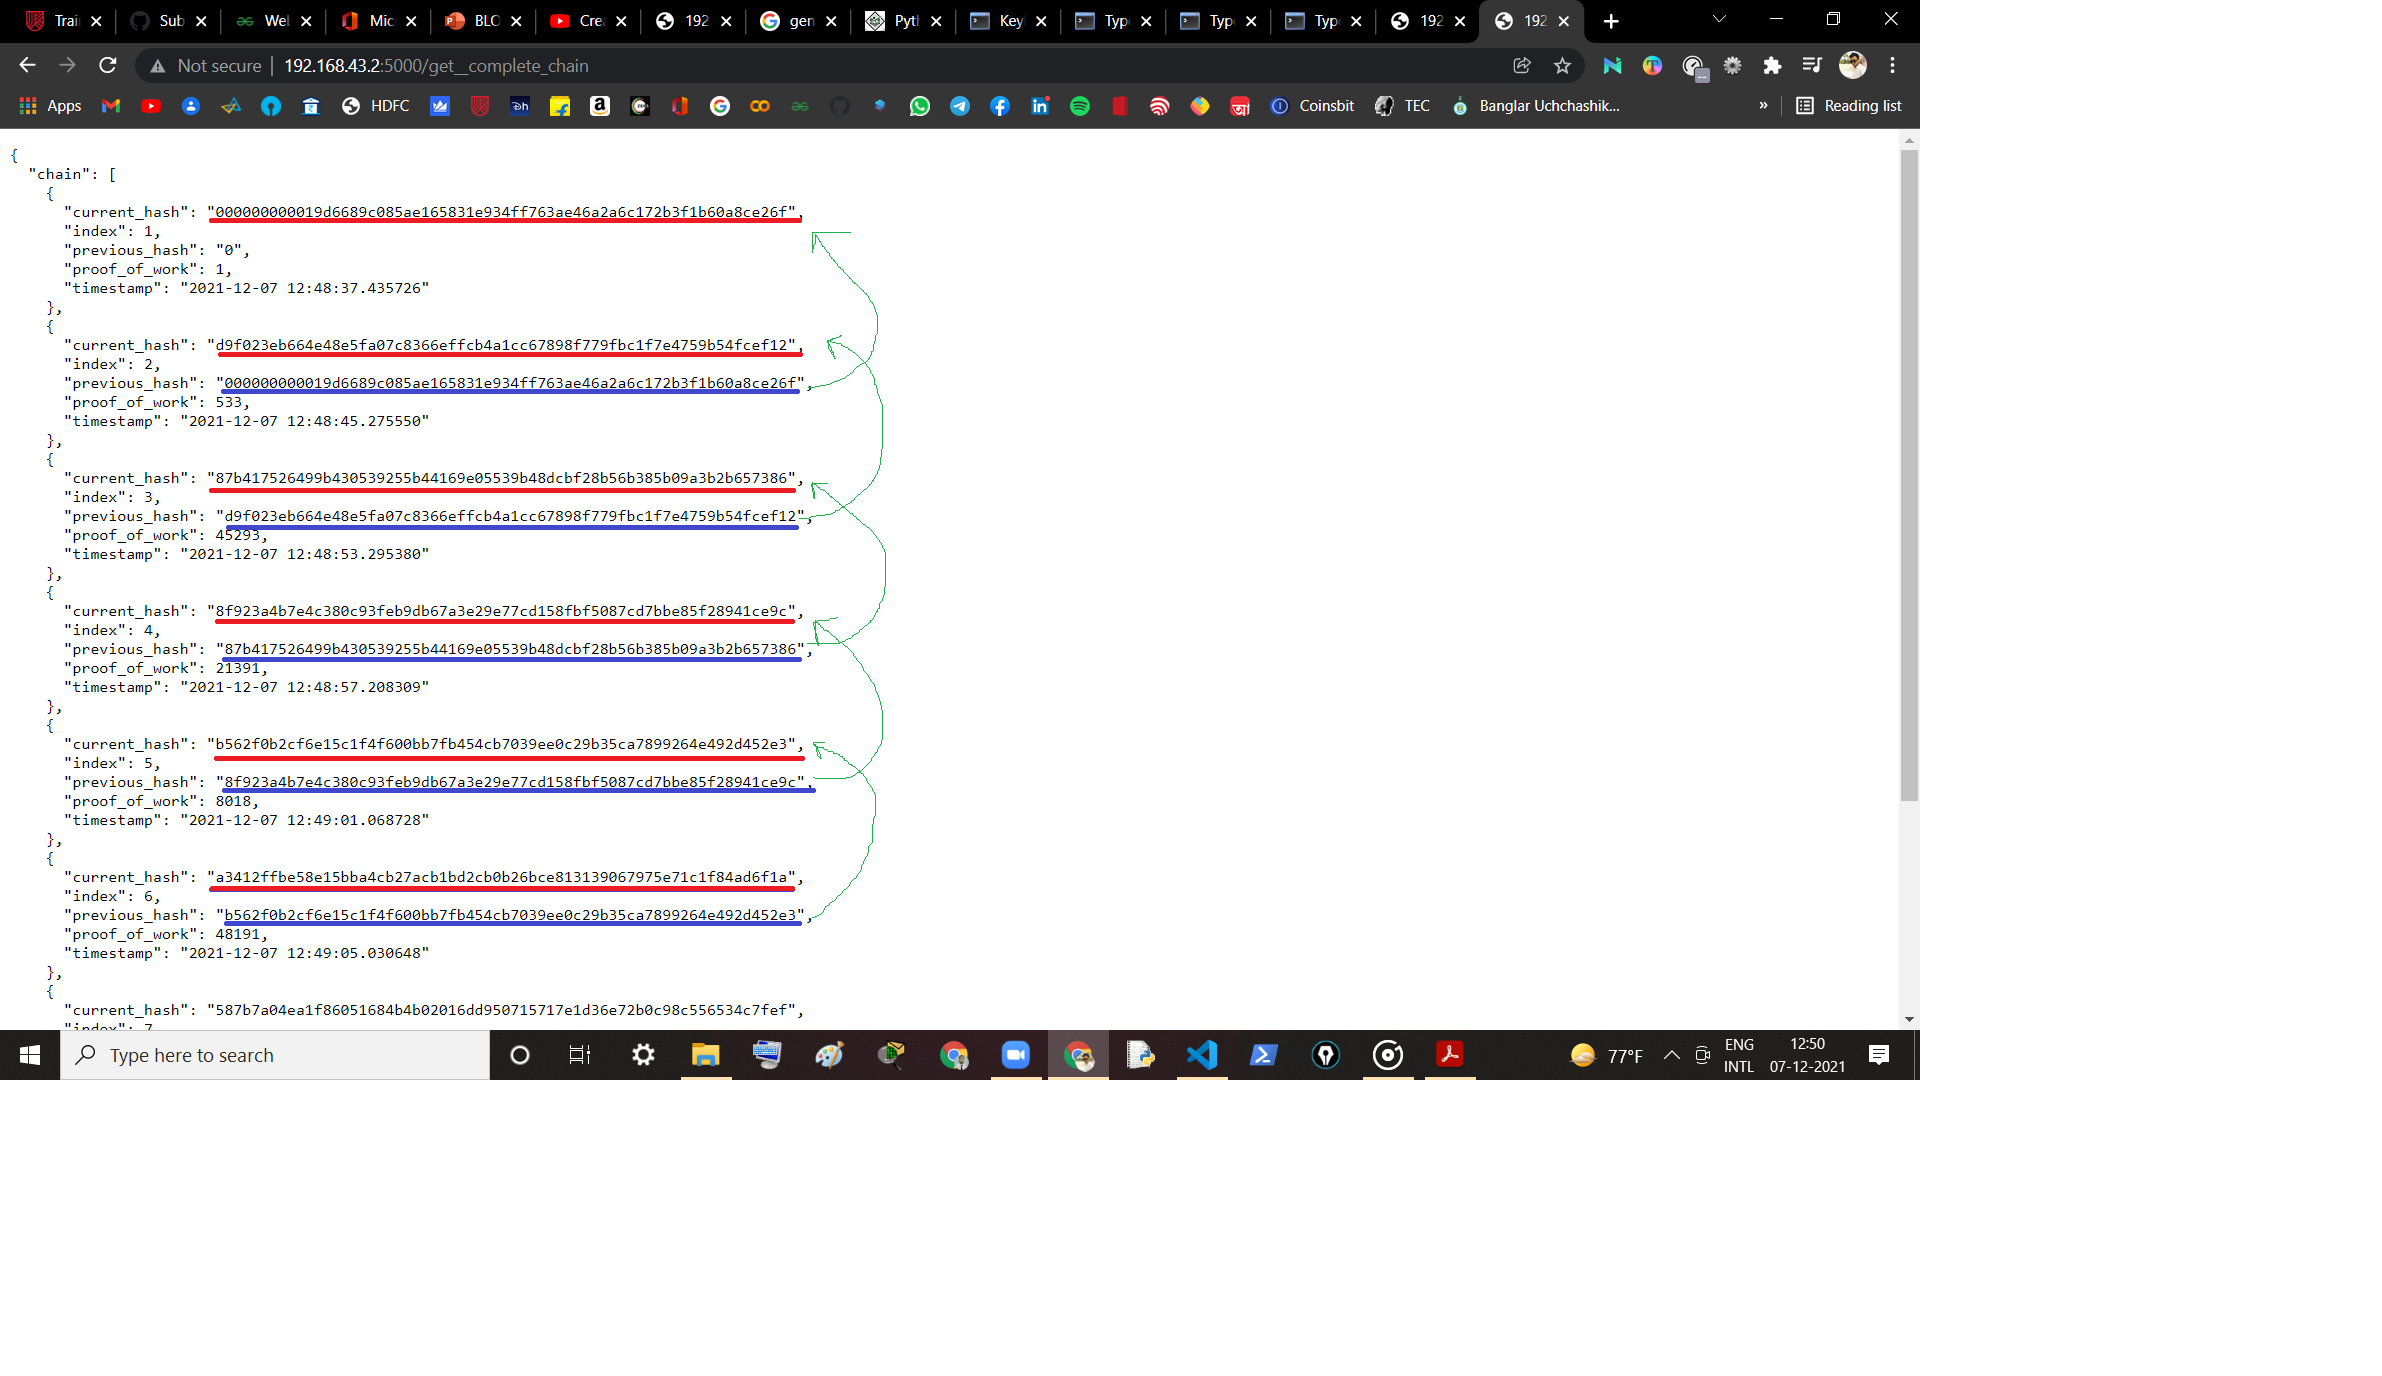 Trai
Sub
Wel
Mic
BLO
Crea
192
gen
Pyth
Key
Typ
Typ
Typ
192
192
Not secure | 192.168.43.2:5000/get__complete_chain
Apps
HDFC
Coinsbit
TEC
Banglar Uchchashik...
»
Reading list
{
"chain": [
{
"current_hash": "000000000019d6689c085ae165831e934ff763ae46a2a6c172b3f1b60a8ce26f",
"index": 1,
"previous_hash": "0",
"proof_of_work": 1,
"timestamp": "2021-12-07 12:48:37.435726"
},
{
"current_hash": "d9f023eb664e48e5fa07c8366effcb4a1cc67898f779fbc1f7e4759b54fcef12",
"index": 2,
"previous_hash": "000000000019d6689c085ae165831e934ff763ae46a2a6c172b3f1b60a8ce26f",
"proof_of_work": 533,
"timestamp": "2021-12-07 12:48:45.275550"
},
{
"current_hash": "87b417526499b430539255b44169e05539b48dcbf28b56b385b09a3b2b657386",
"index": 3,
"previous_hash": "d9f023eb664e48e5fa07c8366effcb4a1cc67898f779fbc1f7e4759b54fcef12",
"proof_of_work": 45293,
"timestamp": "2021-12-07 12:48:53.295380"
},
{
"current_hash": "8f923a4b7e4c380c93feb9db67a3e29e77cd158fbf5087cd7bbe85f28941ce9c",
"index": 4,
"previous_hash": "87b417526499b430539255b44169e05539b48dcbf28b56b385b09a3b2b657386",
"proof_of_work": 21391,
"timestamp": "2021-12-07 12:48:57.208309"
},
{
"current_hash": "b562f0b2cf6e15c1f4f600bb7fb454cb7039ee0c29b35ca7899264e492d452e3",
"index": 5,
"previous_hash": "8f923a4b7e4c380c93feb9db67a3e29e77cd158fbf5087cd7bbe85f28941ce9c",
"proof_of_work": 8018,
"timestamp": "2021-12-07 12:49:01.068728"
},
{
"current_hash": "a3412ffbe58e15bba4cb27acb1bd2cb0b26bce813139067975e71c1f84ad6f1a",
"index": 6,
"previous_hash": "b562f0b2cf6e15c1f4f600bb7fb454cb7039ee0c29b35ca7899264e492d452e3",
"proof_of_work": 48191,
"timestamp": "2021-12-07 12:49:05.030648"
},
{
"current_hash": "587b7a04ea1f86051684b4b02016dd950715717e1d36e72b0c98c556534c7fef",
"index": 7
Type here to search
77°F
ENG
INTL
12:50
07-12-2021